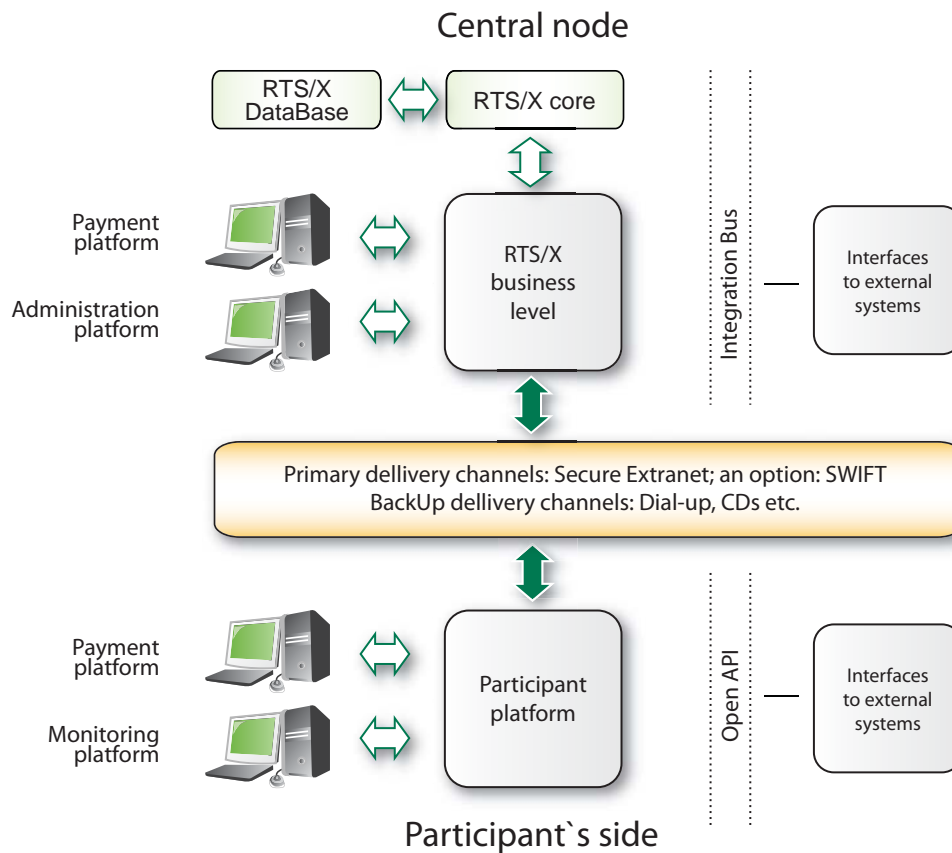 Central node
RTS/X
DataBase
RTS/X core
Payment
platform
Administration
platform
RTS/X
business
level
Integration Bus
Interfaces
to external
systems
Primary dellivery channels: Secure Extranet; an option: SWIFT
BackUp dellivery channels: Dial-up, CDs etc.
Payment
platform
Monitoring
platform
Participant
platform
Open API
Interfaces
to external
systems
Participant`s side